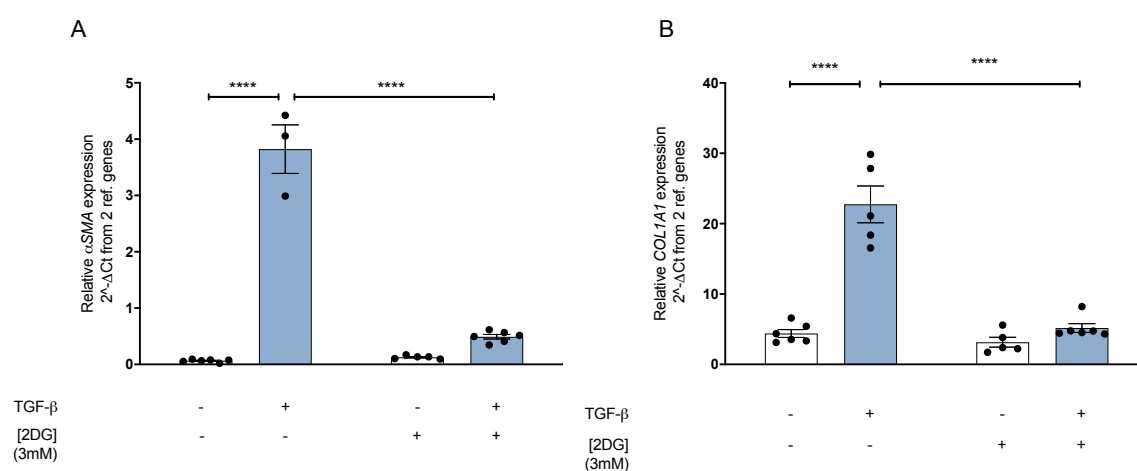 A
Relative αSMA expression
2^-ΔCt from 2 ref. genes
5
4
3
2
1
0
****
****
TGF-β - + - +
[2DG] - - + +
(3mM)
B
Relative COL1A1 expression
2^-ΔCt from 2 ref. genes
40
30
20
10
0
****
****
TGF-β - + - +
[2DG] - - + +
(3mM)